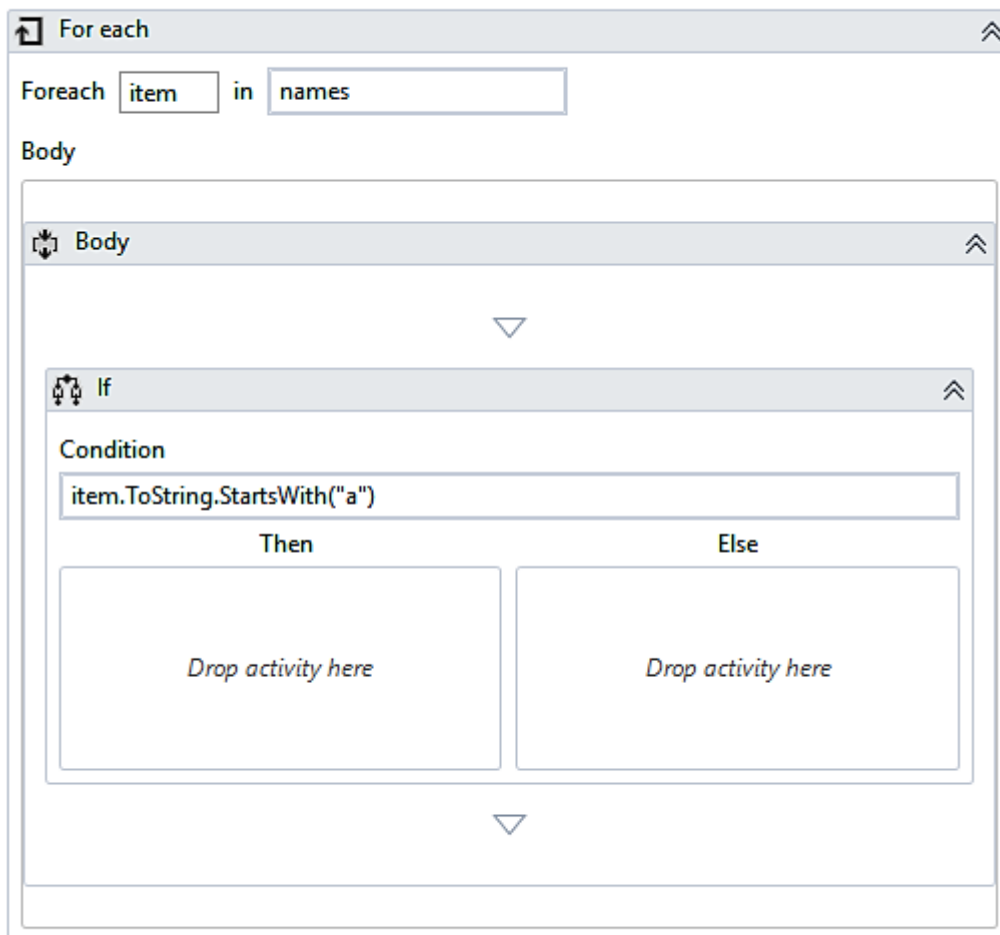 For each
Foreach item in names
Body
Body
If
Condition
item.ToString.StartsWith("a")
Then Else
Drop activity here Drop activity here